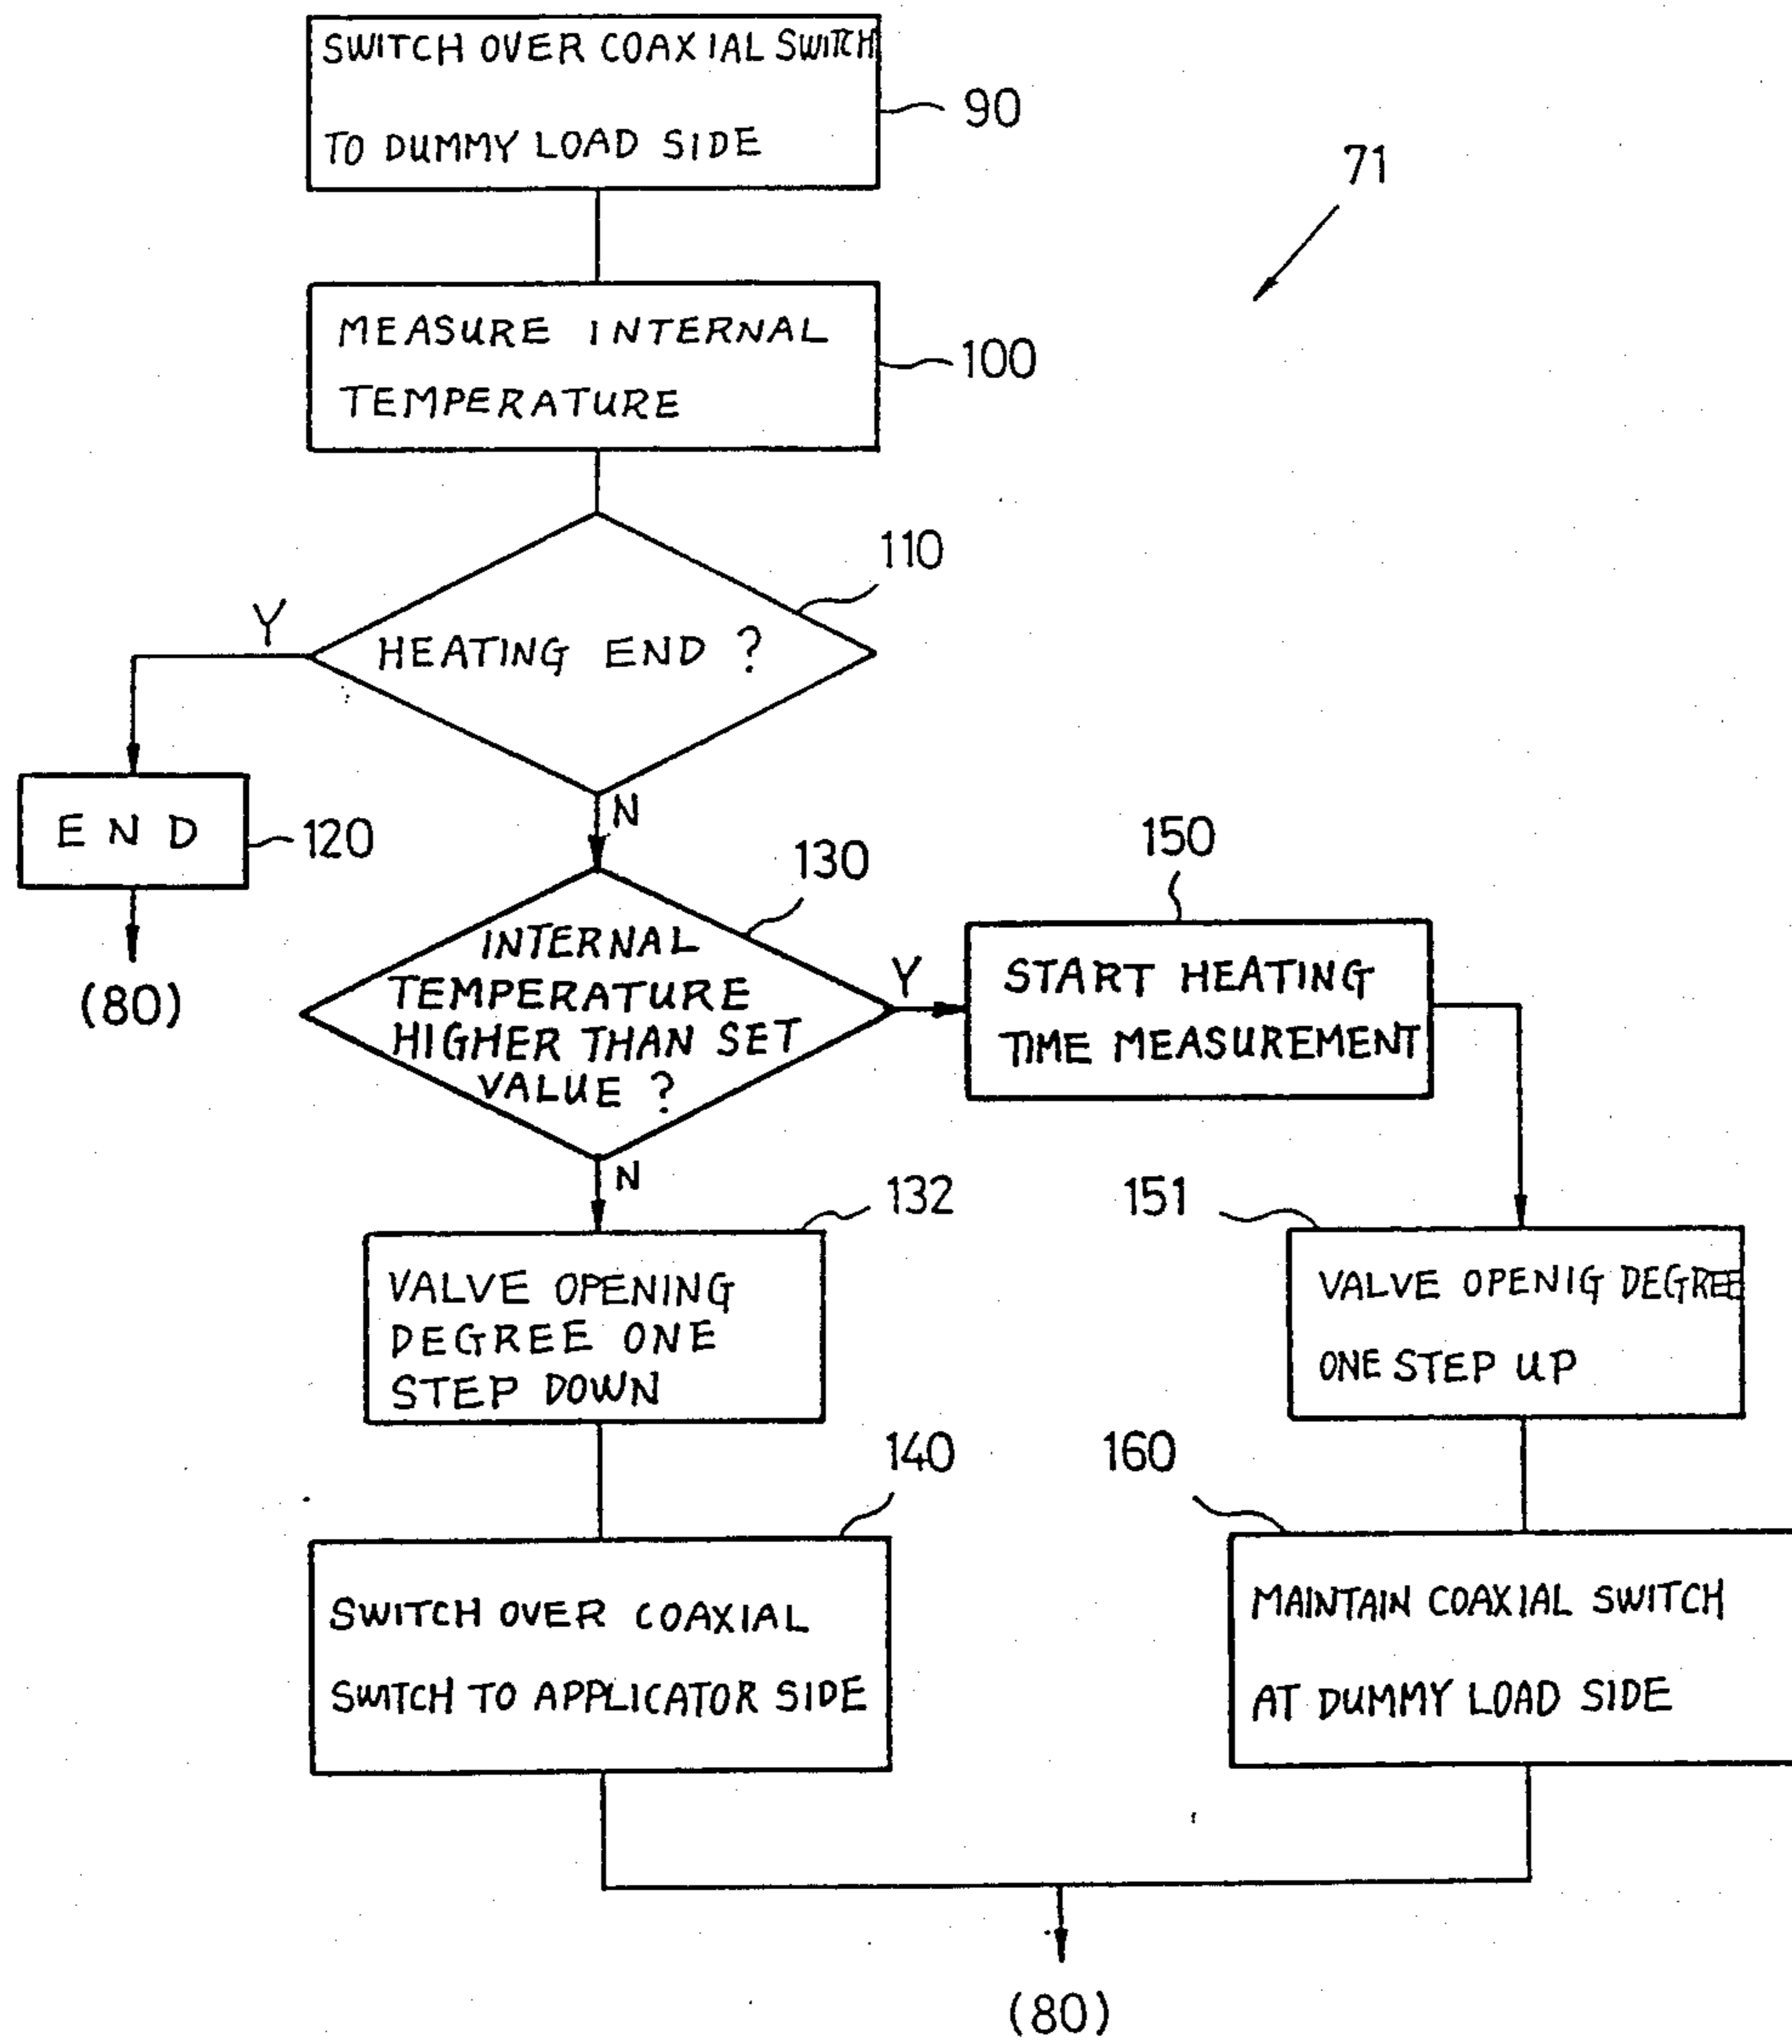 SWITCH OVER COAXIAL SWITCH
TO DUMMY LOAD SIDE
90
71
MEASURE INTERNAL
TEMPERATURE
100
110
Y
HEATING END ?
N
END
120
(80)
130
INTERNAL
TEMPERATURE
HIGHER THAN SET
VALUE ?
Y
150
START HEATING
TIME MEASUREMENT
N
132
VALVE OPENING
DEGREE ONE
STEP DOWN
151
VALVE OPENIG DEGREE
ONE STEP UP
140
SWITCH OVER COAXIAL
SWITCH TO APPLICATOR SIDE
160
MAINTAIN COAXIAL SWITCH
AT DUMMY LOAD SIDE
(80)